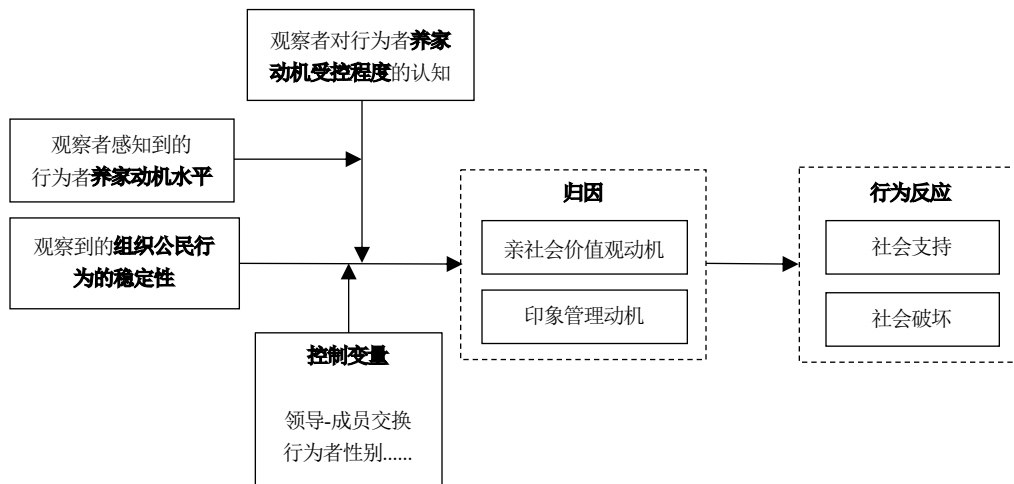 观察者对行为者养家
动机受控程度的认知
观察者感知到的
行为者养家动机水平
观察到的组织公民行
为的稳定性
归因
亲社会价值观动机
印象管理动机
行为反应
社会支持
社会破坏
控制变量
领导-成员交换
行为者性别......